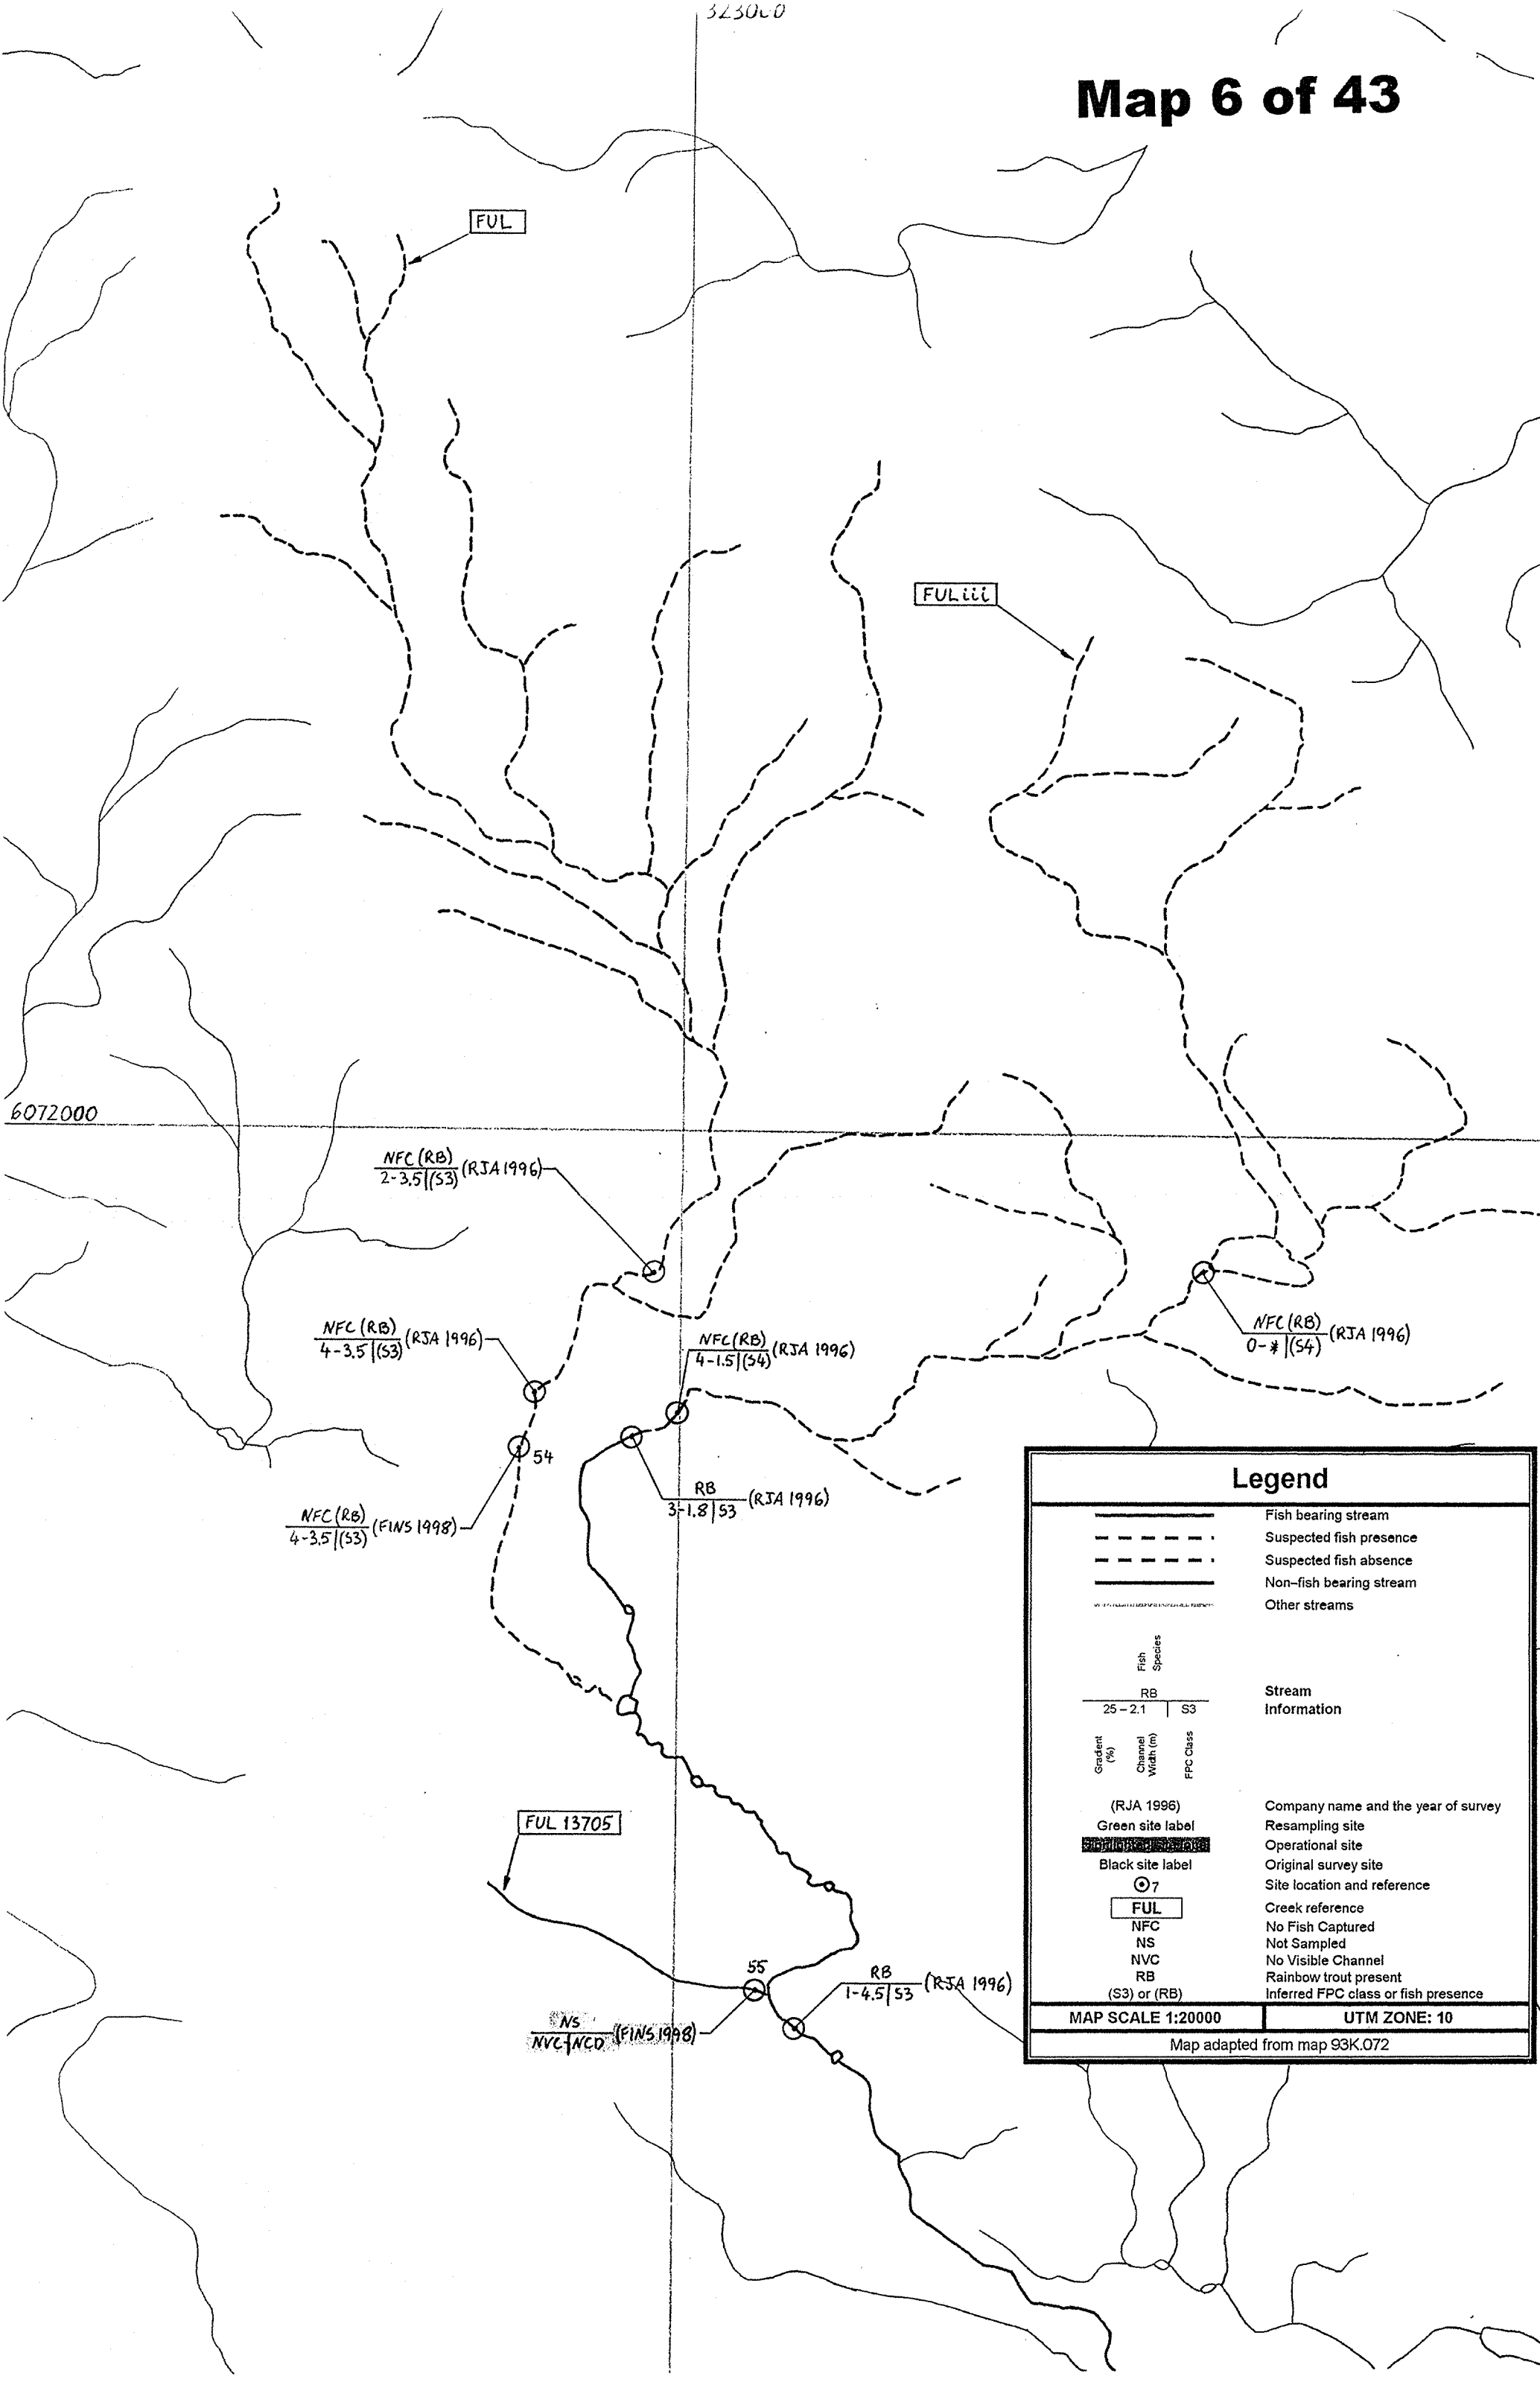 323000
Map 6 of 43
FUL
FULiii
6072000
NFC (RB)
2-3.5|(S3) (RJA 1996)
NFC (RB)
4-3.5|(S3) (RJA 1996)
NFC(RB)
4-1.5|(S4) (RJA 1996)
NFC(RB)
0-*|(S4) (RJA 1996)
54
RB
3-1.8|S3 (RJA 1996)
NFC(RB)
4-3.5|(S3) (FINS 1998)
FUL 13705
55
RB
1-4.5|S3 (RJA 1996)
NS
NVC NCD (FINS 1998)
Legend
Fish bearing stream
Suspected fish presence
Suspected fish absence
Non-fish bearing stream
Other streams
Fish
Species
RB
25 – 2.1 | S3
Stream
Information
Gradient
(%)
Channel
Width (m)
FPC Class
(RJA 1996) Company name and the year of survey
Green site label Resampling site
Operational site
Black site label Original survey site
7 Site location and reference
FUL Creek reference
NFC No Fish Captured
NS Not Sampled
NVC No Visible Channel
RB Rainbow trout present
(S3) or (RB) Inferred FPC class or fish presence
MAP SCALE 1:20000 UTM ZONE: 10
Map adapted from map 93K.072